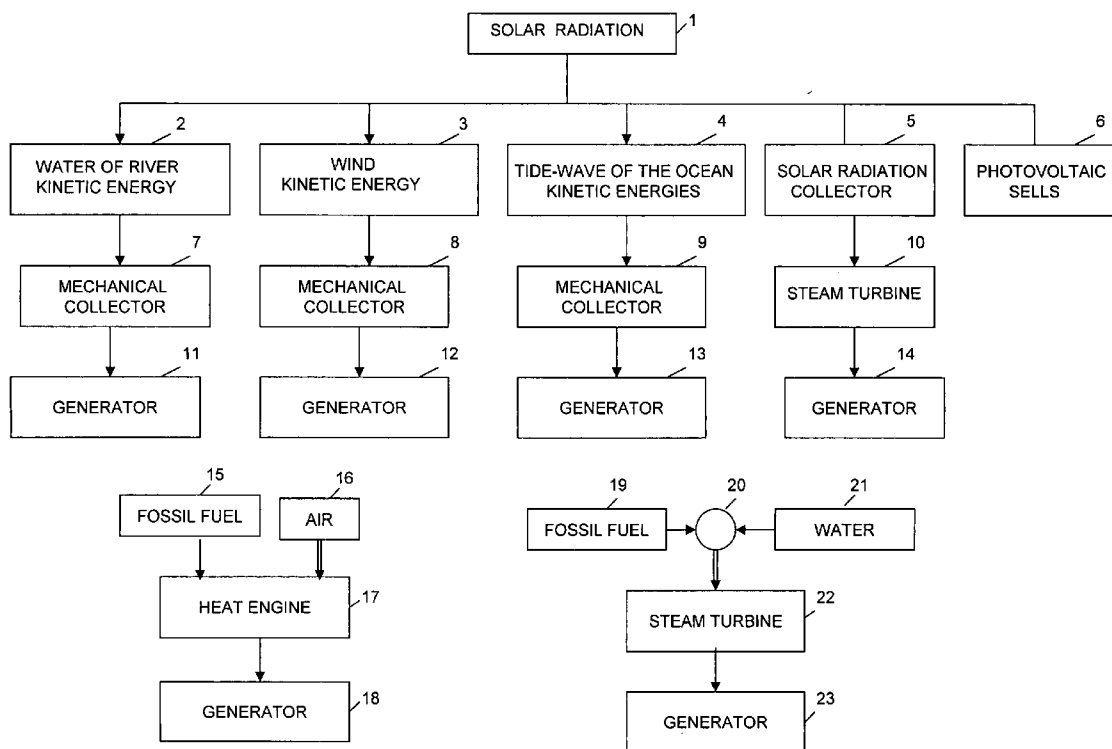 SOLAR RADIATION
1
2
3
4
5
6
WATER OF RIVER
KINETIC ENERGY
WIND
KINETIC ENERGY
TIDE-WAVE OF THE OCEAN
KINETIC ENERGIES
SOLAR RADIATION
COLLECTOR
PHOTOVOLTAIC
SELLS
7
8
9
10
MECHANICAL
COLLECTOR
MECHANICAL
COLLECTOR
MECHANICAL
COLLECTOR
STEAM TURBINE
11
12
13
14
GENERATOR
GENERATOR
GENERATOR
GENERATOR
15
16
19
20
21
FOSSIL FUEL
AIR
FOSSIL FUEL
WATER
HEAT ENGINE
17
STEAM TURBINE
22
GENERATOR
18
GENERATOR
23